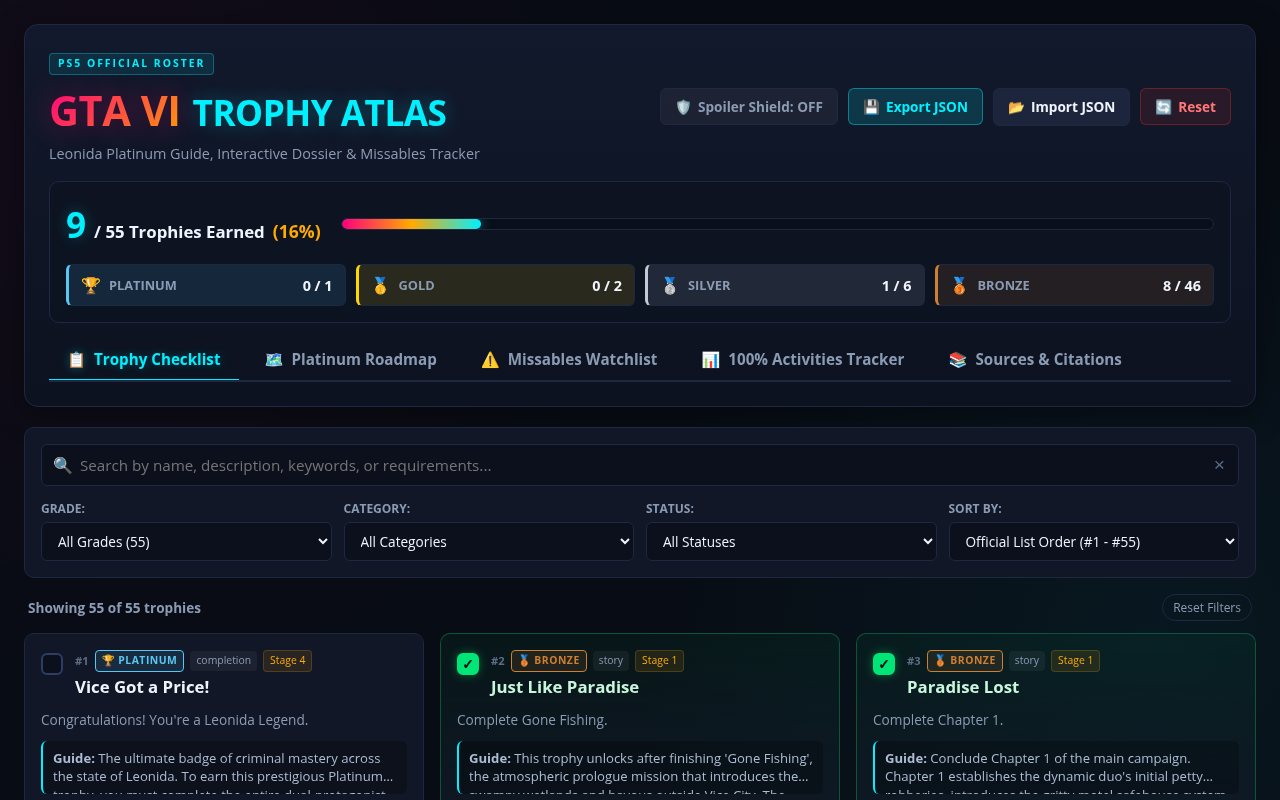 PS5 OFFICIAL ROSTER
GTA VI TROPHY ATLAS
Leonida Platinum Guide, Interactive Dossier & Missables Tracker
Spoiler Shield: OFF
Export JSON
Import JSON
Reset
9 / 55 Trophies Earned (16%)
PLATINUM 0 / 1
GOLD 0 / 2
SILVER 1 / 6
BRONZE 8 / 46
Trophy Checklist
Platinum Roadmap
Missables Watchlist
100% Activities Tracker
Sources & Citations
Search by name, description, keywords, or requirements...
GRADE:
CATEGORY:
STATUS:
SORT BY:
All Grades (55)
All Categories
All Statuses
Official List Order (#1 - #55)
Showing 55 of 55 trophies
Reset Filters
#1 PLATINUM completion Stage 4
Vice Got a Price!
Congratulations! You're a Leonida Legend.
Guide: The ultimate badge of criminal mastery across
the state of Leonida. To earn this prestigious Platinum...
#2 BRONZE story Stage 1
Just Like Paradise
Complete Gone Fishing.
Guide: This trophy unlocks after finishing 'Gone Fishing',
the atmospheric prologue mission that introduces the...
#3 BRONZE story Stage 1
Paradise Lost
Complete Chapter 1.
Guide: Conclude Chapter 1 of the main campaign.
Chapter 1 establishes the dynamic duo's initial petty...